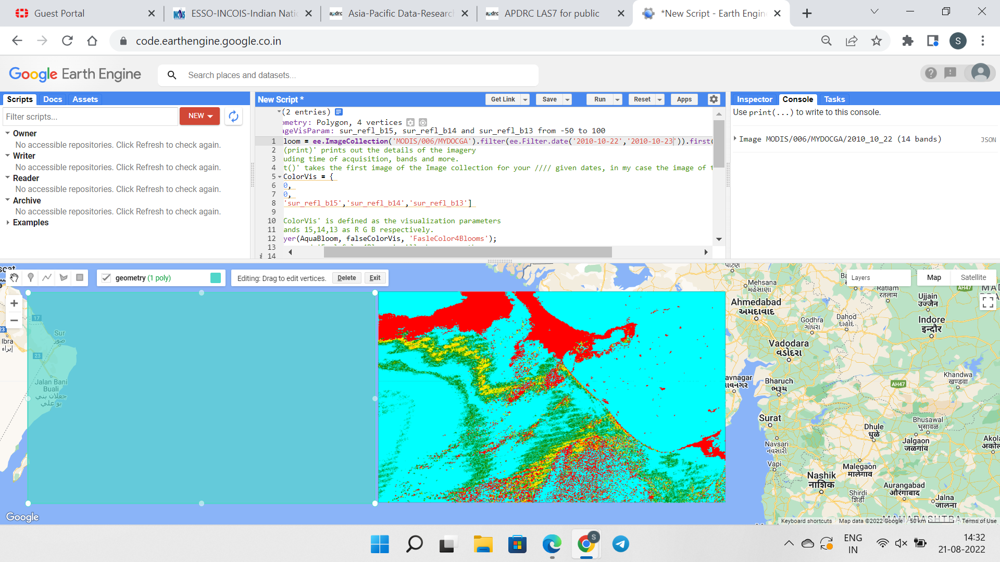 Guest Portal
ESSO-INCOIS-Indian Natic
Asia-Pacific Data-Research
APDRC LAS7 for public
*New Script - Earth Engin
code.earthengine.google.co.in
S
Google Earth Engine
Search places and datasets...
Scripts Docs Assets
Filter scripts...
NEW
Owner
No accessible repositories. Click Refresh to check again.
Writer
No accessible repositories. Click Refresh to check again.
Reader
No accessible repositories. Click Refresh to check again.
Archive
No accessible repositories. Click Refresh to check again.
Examples
New Script *
Get Link Save Run Reset Apps
(2 entries)
ometry: Polygon, 4 vertices
ageVisParam: sur_refl_b15, sur_refl_b14 and sur_refl_b13 from -50 to 100
1 loom = ee.ImageCollection('MODIS/006/MYDOCGA').filter(ee.Filter.date('2010-10-22','2010-10-23')).first(
2 (print)' prints out the details of the imagery
3 uding time of acquisition, bands and more.
4 t()' takes the first image of the Image collection for your //// given dates, in my case the image of t
5 ColorVis = {
6 0,
7 0,
8 'sur_refl_b15','sur_refl_b14','sur_refl_b13']
9
10 ColorVis' is defined as the visualization parameters
11 ands 15,14,13 as R G B respectively.
12 yer(AquaBloom, falseColorVis, 'FasleColor4Blooms');
13
14
Inspector Console Tasks
Use print(...) to write to this console.
Image MODIS/006/MYDOCGA/2010_10_22 (14 bands)
JSON
geometry (1 poly)
Editing: Drag to edit vertices.
Delete
Exit
Layers
Map
Satellite
+
−
17
Sur
صور
23
23
Ibra
إبراء
Jalan Bani
Buali
جعلان بني
بو علي
પાટણ
Mehsana
મહેસાણા
Ahmedabad
અમદાવાદ
Godhra
ગોધરા
Dahod
દાહોદ
Ratlam
रतलाम
AH47
Ujjain
उज्जैन
Indore
इन्दौर
Vadodara
વડોદરા
avnagar
ાવનગર
Bharuch
ભરૂચ
AH47
Khandwa
खण्डवा
Surat
સુરત
Bhusawal
भुसावळ
Dhule
धुळे
Jalgaon
जळगांव
Akola
अकोल
Navsari
નવસારી
Vapi
વાપી
Malegaon
मालेगाव
Nashik
नाशिक
Shirdi
शिर्डी
Aurangabad
औरंगाबाद
Jalna
जालना
MAHARASHTRA
Google
Keyboard shortcuts
Map data ©2022 Google
50 km
Terms of Use
S
ENG
IN
14:32
21-08-2022